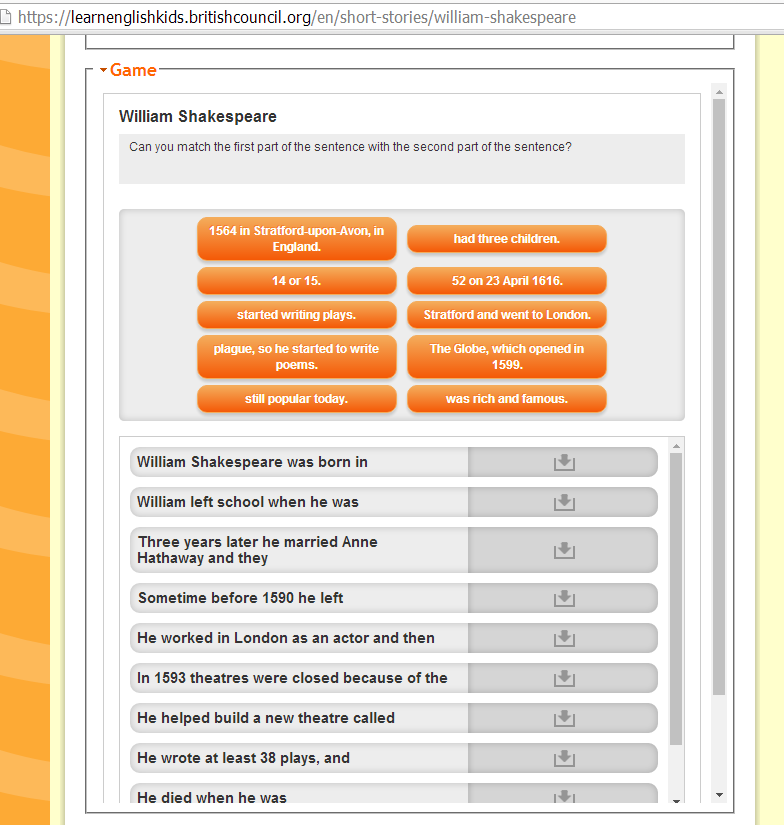 https://learnenglishkids.britishcouncil.org/en/short-stories/william-shakespeare
Game
William Shakespeare
Can you match the first part of the sentence with the second part of the sentence?
1564 in Stratford-upon-Avon, in
England.
had three children.
14 or 15.
52 on 23 April 1616.
started writing plays.
Stratford and went to London.
plague, so he started to write
poems.
The Globe, which opened in
1599.
still popular today.
was rich and famous.
William Shakespeare was born in
William left school when he was
Three years later he married Anne
Hathaway and they
Sometime before 1590 he left
He worked in London as an actor and then
In 1593 theatres were closed because of the
He helped build a new theatre called
He wrote at least 38 plays, and
He died when he was